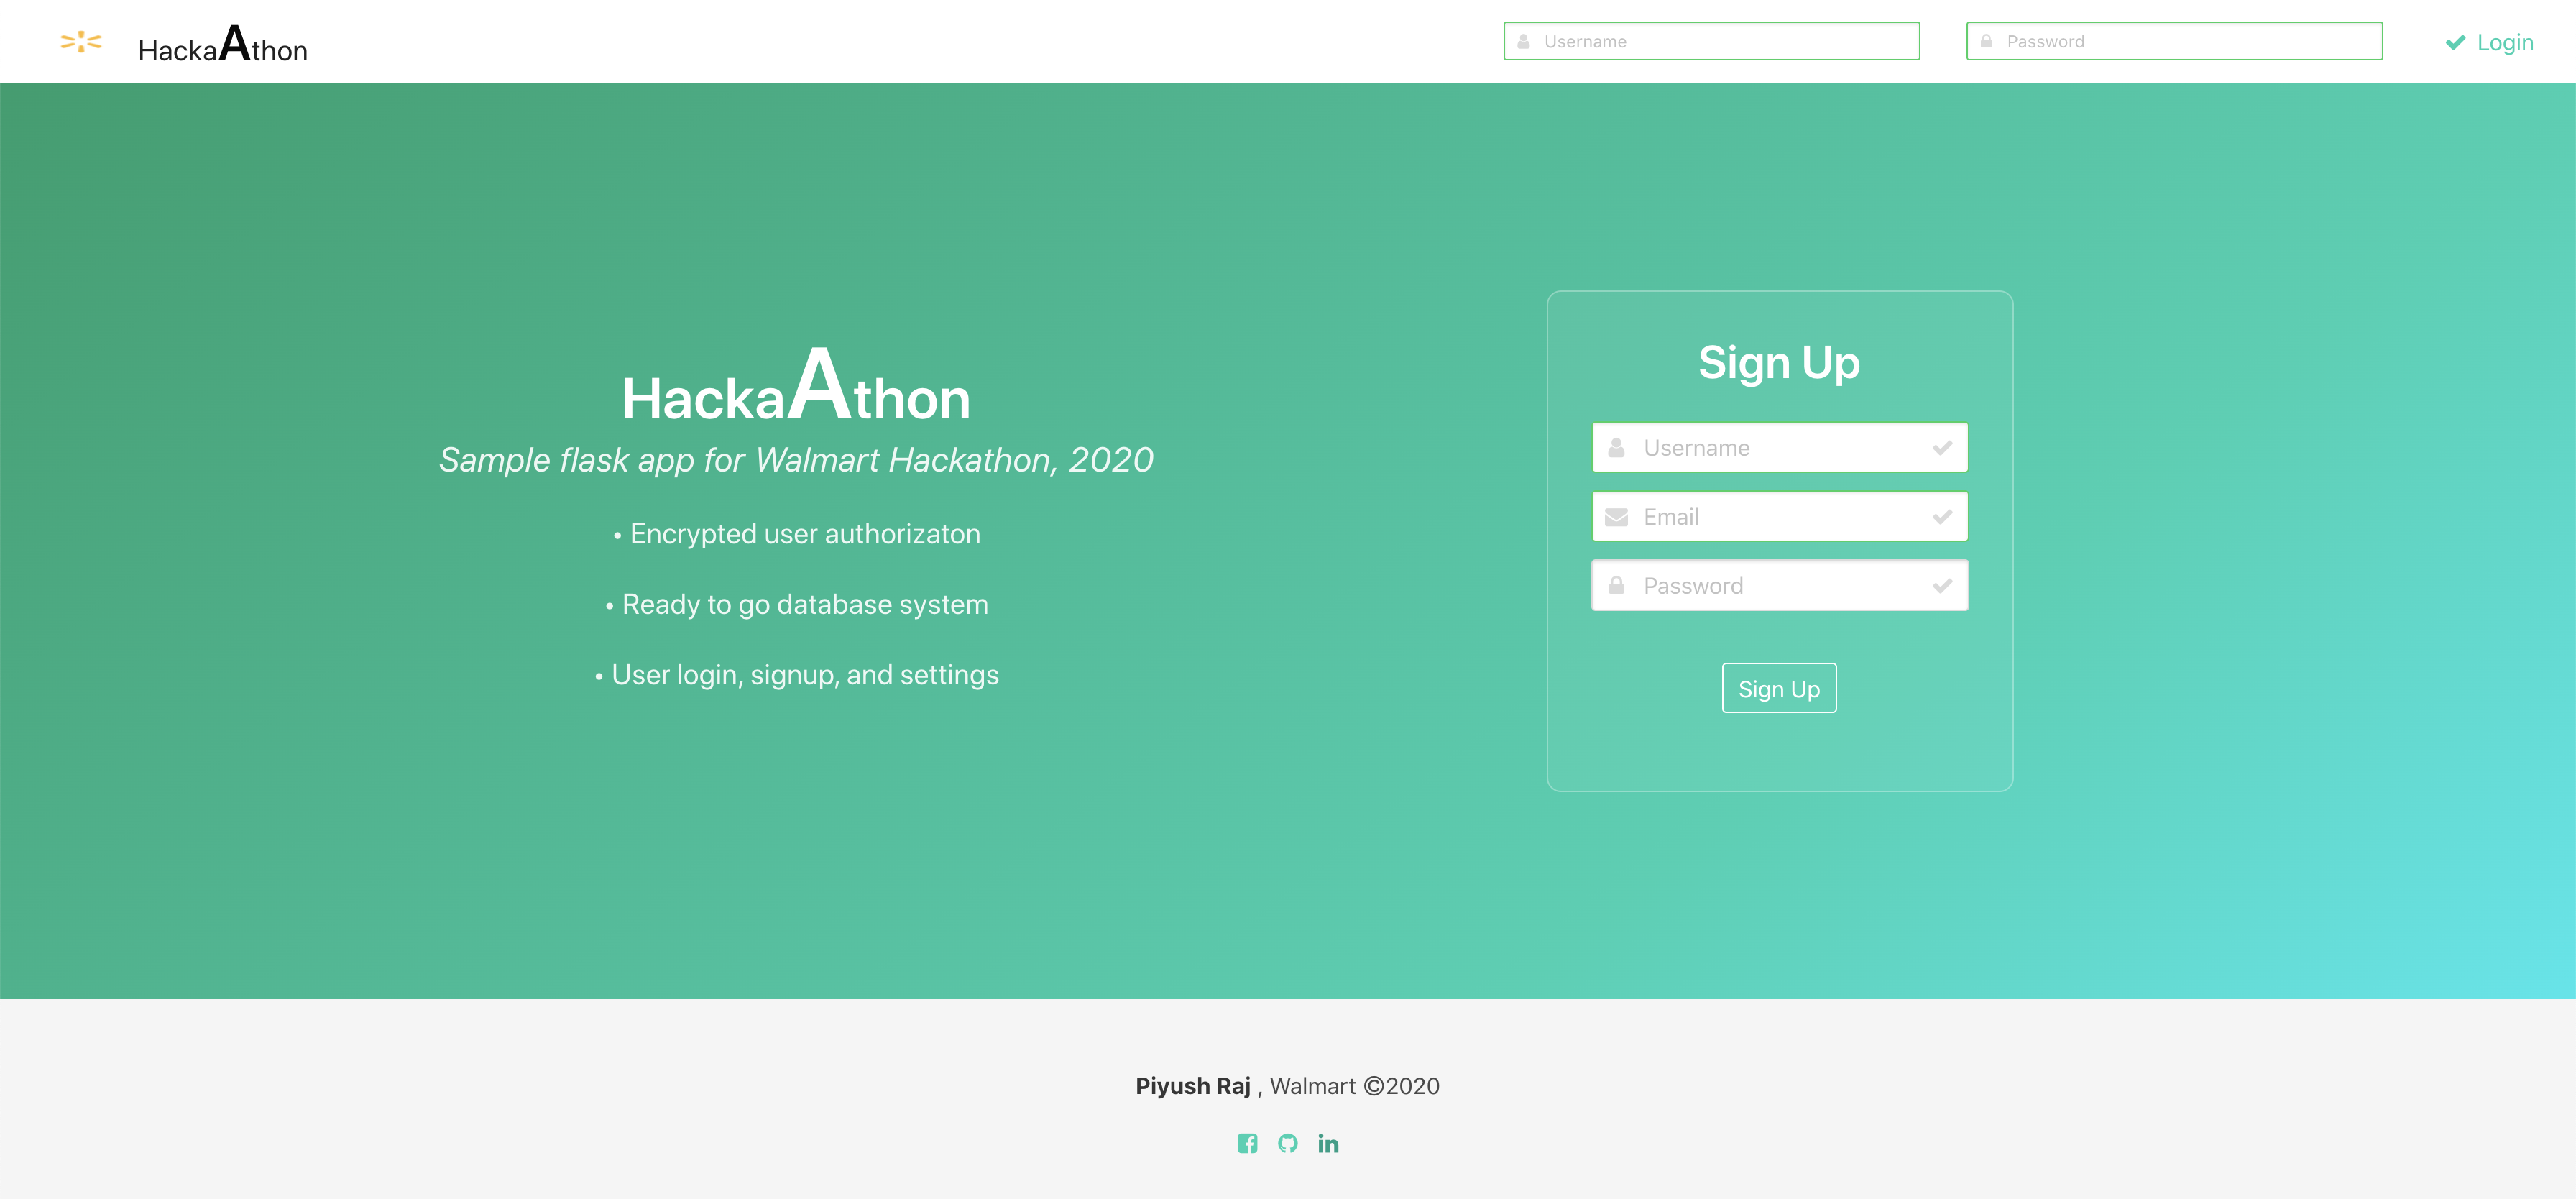 HackaAthon
Username
Password
Login
HackaAthon
Sample flask app for Walmart Hackathon, 2020
• Encrypted user authorizaton
• Ready to go database system
• User login, signup, and settings
Sign Up
Username
Email
Password
Sign Up
Piyush Raj , Walmart ©2020